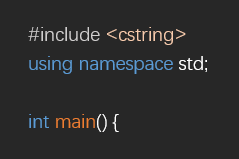 #include <cstring>
using namespace std;
int main() {